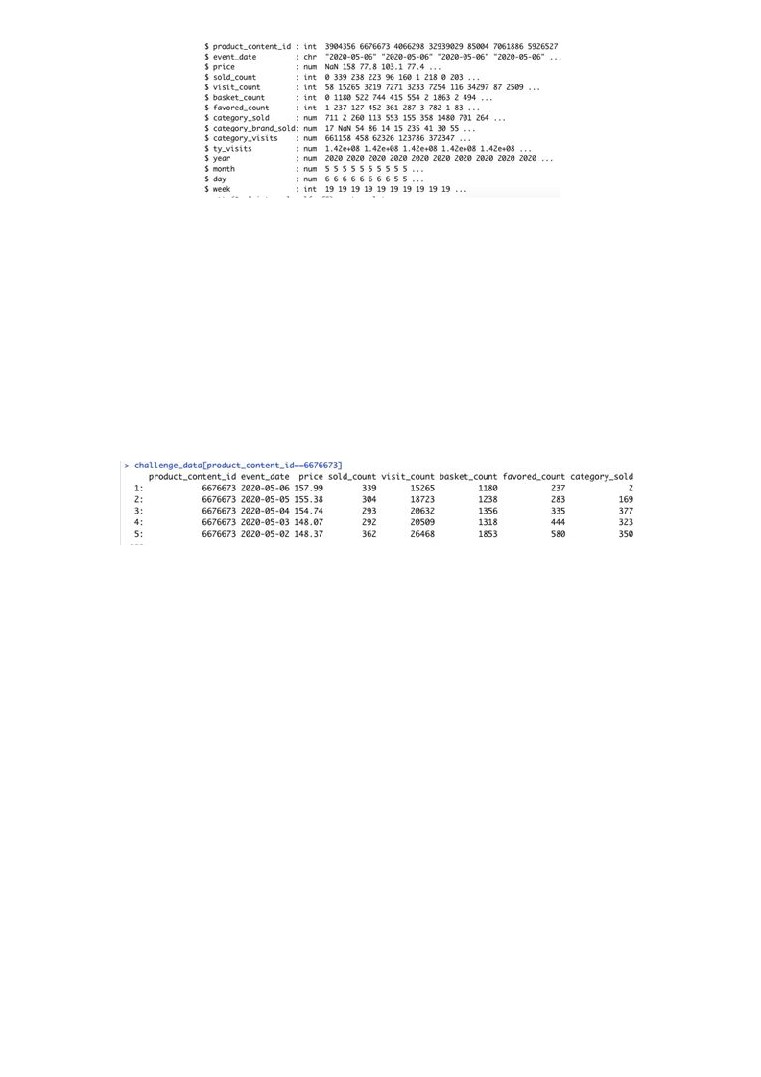 $ product_content_id : int 3904356 6676673 4066298 32939029 85004 7061886 5926527
$ event_date : chr "2020-05-06" "2020-05-06" "2020-05-06" "2020-05-06" ...
$ price : num NaN 158 77.8 103.1 77.4 ...
$ sold_count : int 0 339 238 223 96 160 1 218 0 203 ...
$ visit_count : int 58 15265 3219 7271 3233 7254 116 34297 87 2509 ...
$ basket_count : int 0 1180 522 744 415 554 2 1863 2 494 ...
$ favored_count : int 1 237 127 452 361 287 3 782 1 83 ...
$ category_sold : num 711 2 260 113 553 155 358 1480 791 264 ...
$ category_brand_sold: num 17 NaN 54 86 14 15 235 41 30 55 ...
$ category_visits : num 661158 458 62326 123786 372347 ...
$ ty_visits : num 1.42e+08 1.42e+08 1.42e+08 1.42e+08 1.42e+08 ...
$ year : num 2020 2020 2020 2020 2020 2020 2020 2020 2020 2020 ...
$ month : num 5 5 5 5 5 5 5 5 5 5 ...
$ day : num 6 6 6 6 6 6 6 6 5 5 ...
$ week : int 19 19 19 19 19 19 19 19 19 19 ...
> challenge_data[product_content_id==6676673]
product_content_id event_date price sold_count visit_count basket_count favored_count category_sold
1: 6676673 2020-05-06 157.99 339 15265 1180 237 2
2: 6676673 2020-05-05 155.38 304 18723 1238 283 169
3: 6676673 2020-05-04 154.74 293 20632 1356 335 377
4: 6676673 2020-05-03 148.07 292 20509 1318 444 323
5: 6676673 2020-05-02 148.37 362 26468 1853 580 350